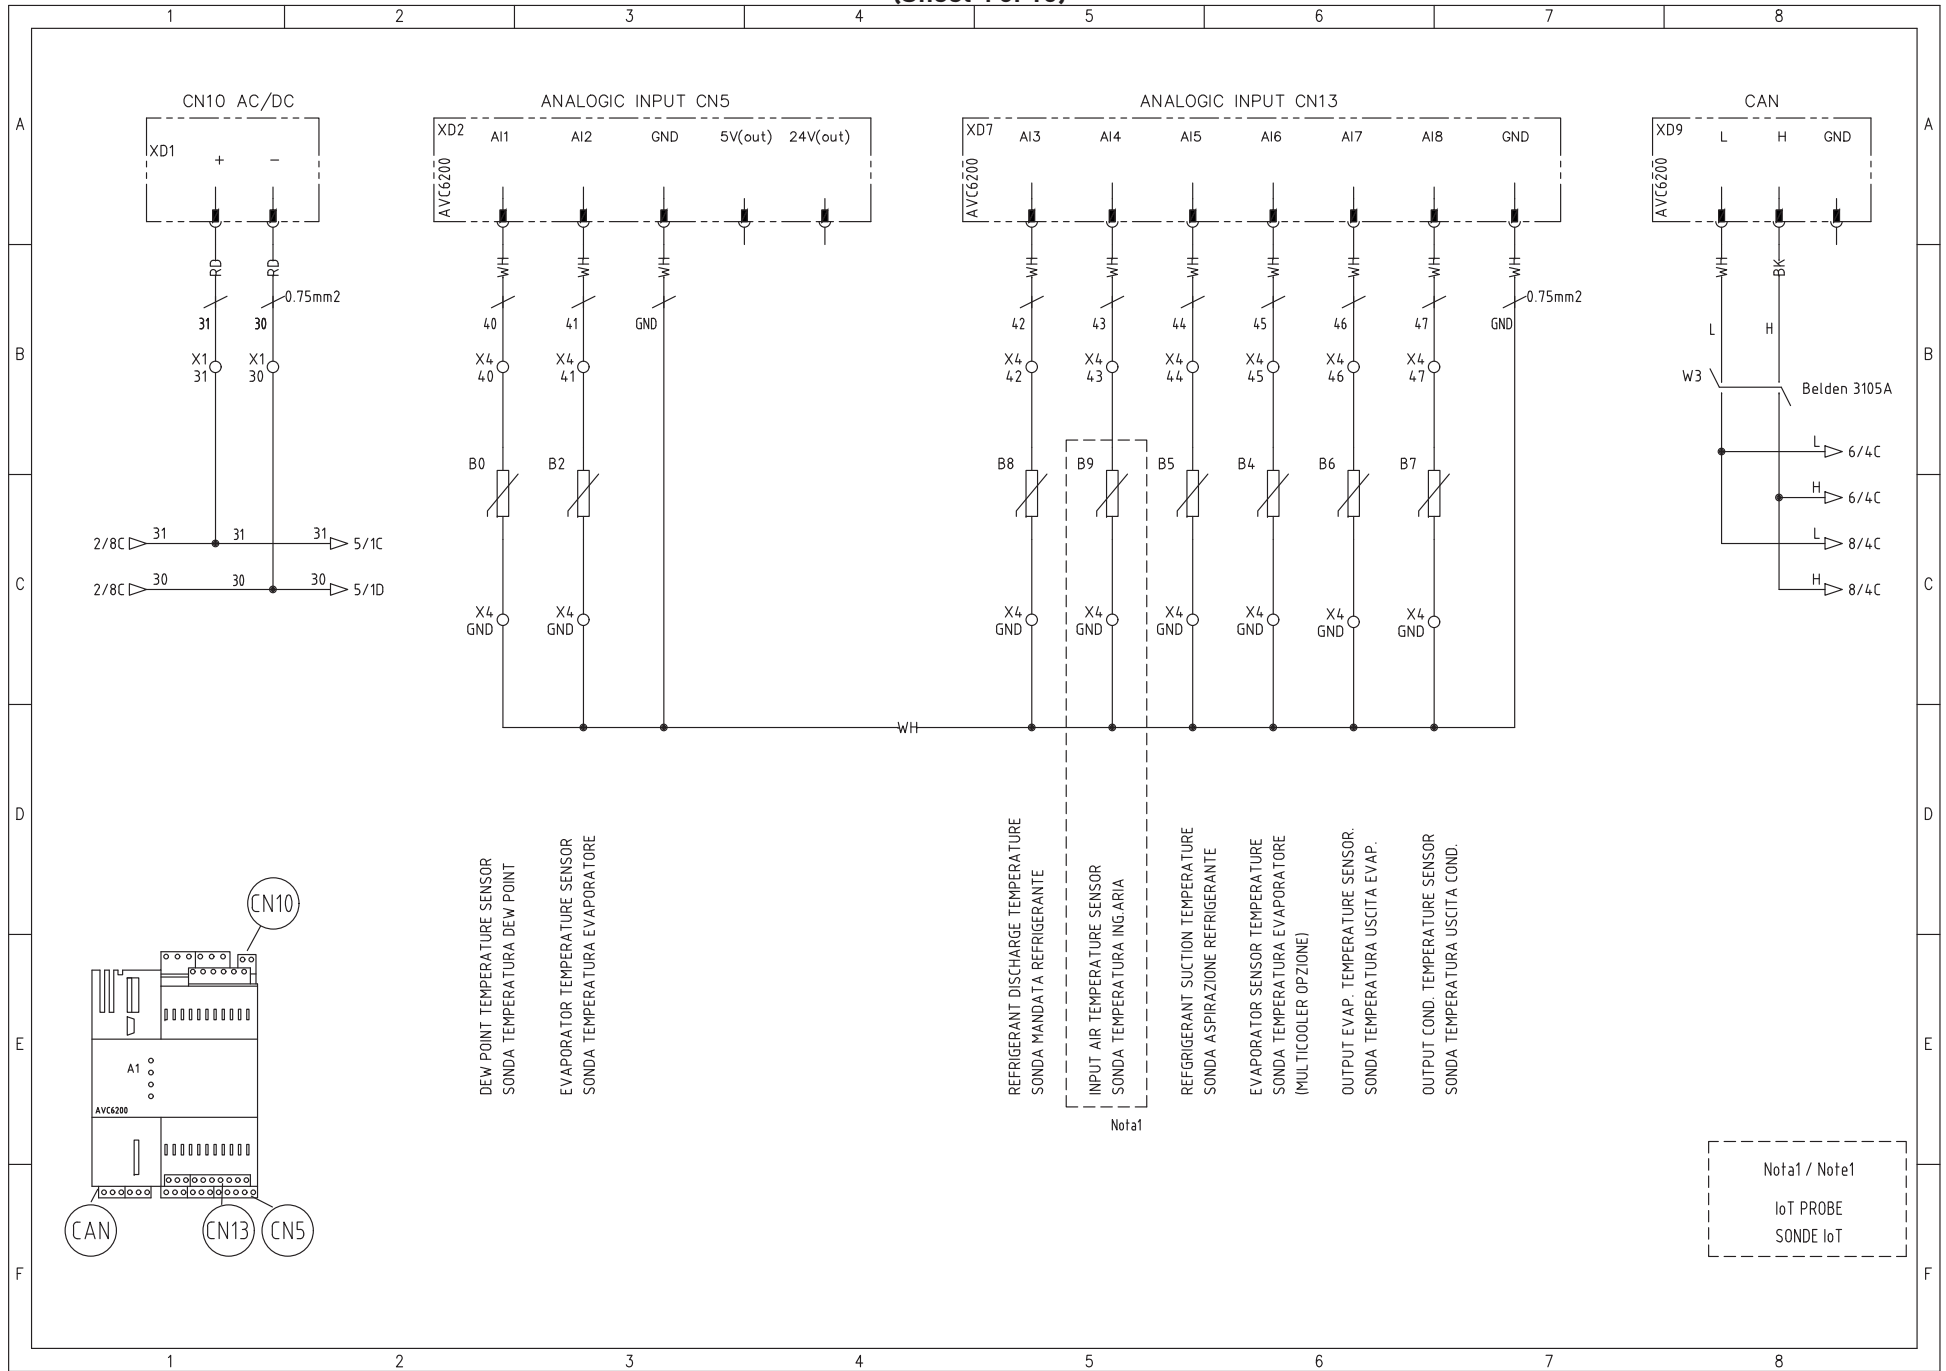 1 2 3 4 5 6 7 8
CN10 AC/DC
ANALOGIC INPUT CN5
ANALOGIC INPUT CN13
CAN
A
XD1
+ −
XD2
AVC6200
AI1 AI2 GND 5V(out) 24V(out)
XD7
AVC6200
AI3 AI4 AI5 AI6 AI7 AI8 GND
XD9
AVC6200
L H GND
A
RD RD
WH WH WH
WH WH WH WH WH WH WH
WH BK
0.75mm2
0.75mm2
31 30
40 41 GND
42 43 44 45 46 47 GND
L H
B
X1 31
X1 30
X4 40
X4 41
X4 42
X4 43
X4 44
X4 45
X4 46
X4 47
B
W3
Belden 3105A
B0 B2
B8 B9 B5 B4 B6 B7
L 6/4C
H 6/4C
L 8/4C
H 8/4C
2/8C 31 31 31 5/1C
2/8C 30 30 30 5/1D
C
C
X4 GND
X4 GND
X4 GND
X4 GND
X4 GND
X4 GND
X4 GND
X4 GND
WH
D
D
DEW POINT TEMPERATURE SENSOR
SONDA TEMPERATURA DEW POINT
EVAPORATOR TEMPERATURE SENSOR
SONDA TEMPERATURA EVAPORATORE
REFRIGERANT DISCHARGE TEMPERATURE
SONDA MANDATA REFRIGERANTE
INPUT AIR TEMPERATURE SENSOR
SONDA TEMPERATURA ING.ARIA
REFGRIGERANT SUCTION TEMPERATURE
SONDA ASPIRAZIONE REFRIGERANTE
EVAPORATOR SENSOR TEMPERATURE
SONDA TEMPERATURA EVAPORATORE
(MULTICOOLER OPZIONE)
OUTPUT EVAP. TEMPERATURE SENSOR.
SONDA TEMPERATURA USCITA EVAP.
OUTPUT COND. TEMPERATURE SENSOR
SONDA TEMPERATURA USCITA COND.
Nota1
CN10
E
E
A1
AVC6200
CAN
CN13
CN5
Nota1 / Note1
IoT PROBE
SONDE IoT
F
F
1 2 3 4 5 6 7 8